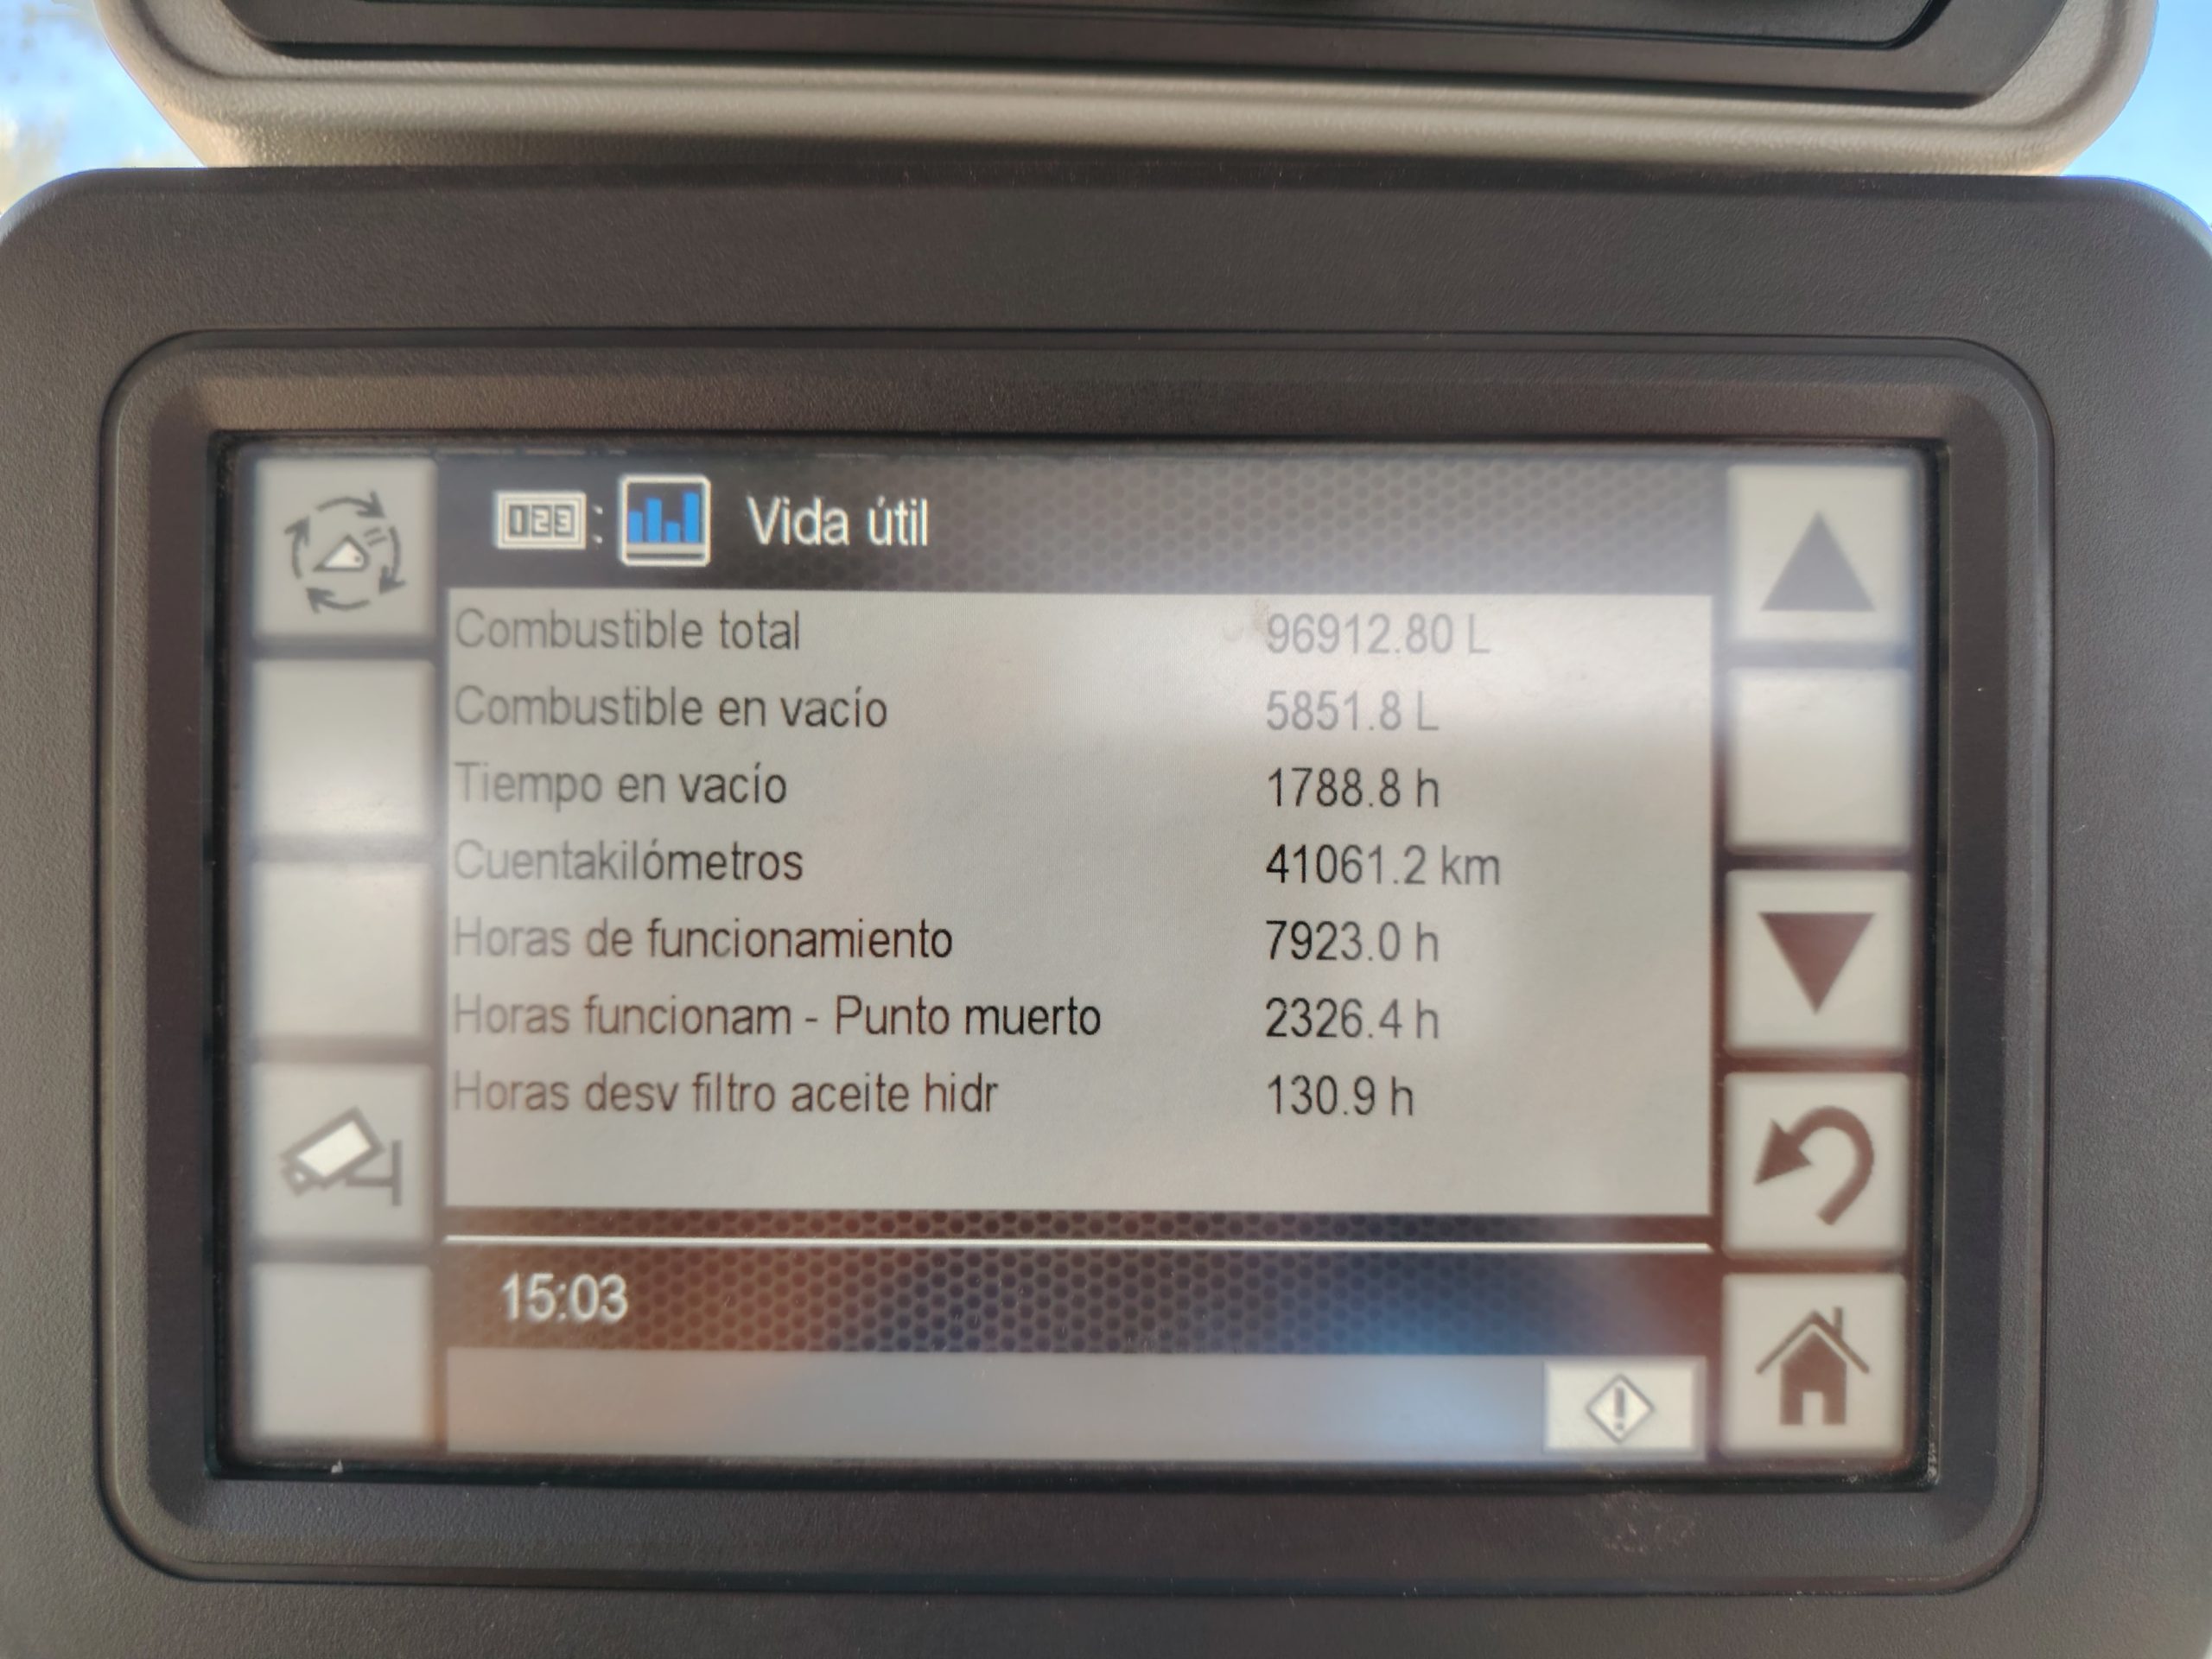 123 : Vida útil
Combustible total 96912.80 L
Combustible en vacío 5851.8 L
Tiempo en vacío 1788.8 h
Cuentakilómetros 41061.2 km
Horas de funcionamiento 7923.0 h
Horas funcionam - Punto muerto 2326.4 h
Horas desv filtro aceite hidr 130.9 h
15:03